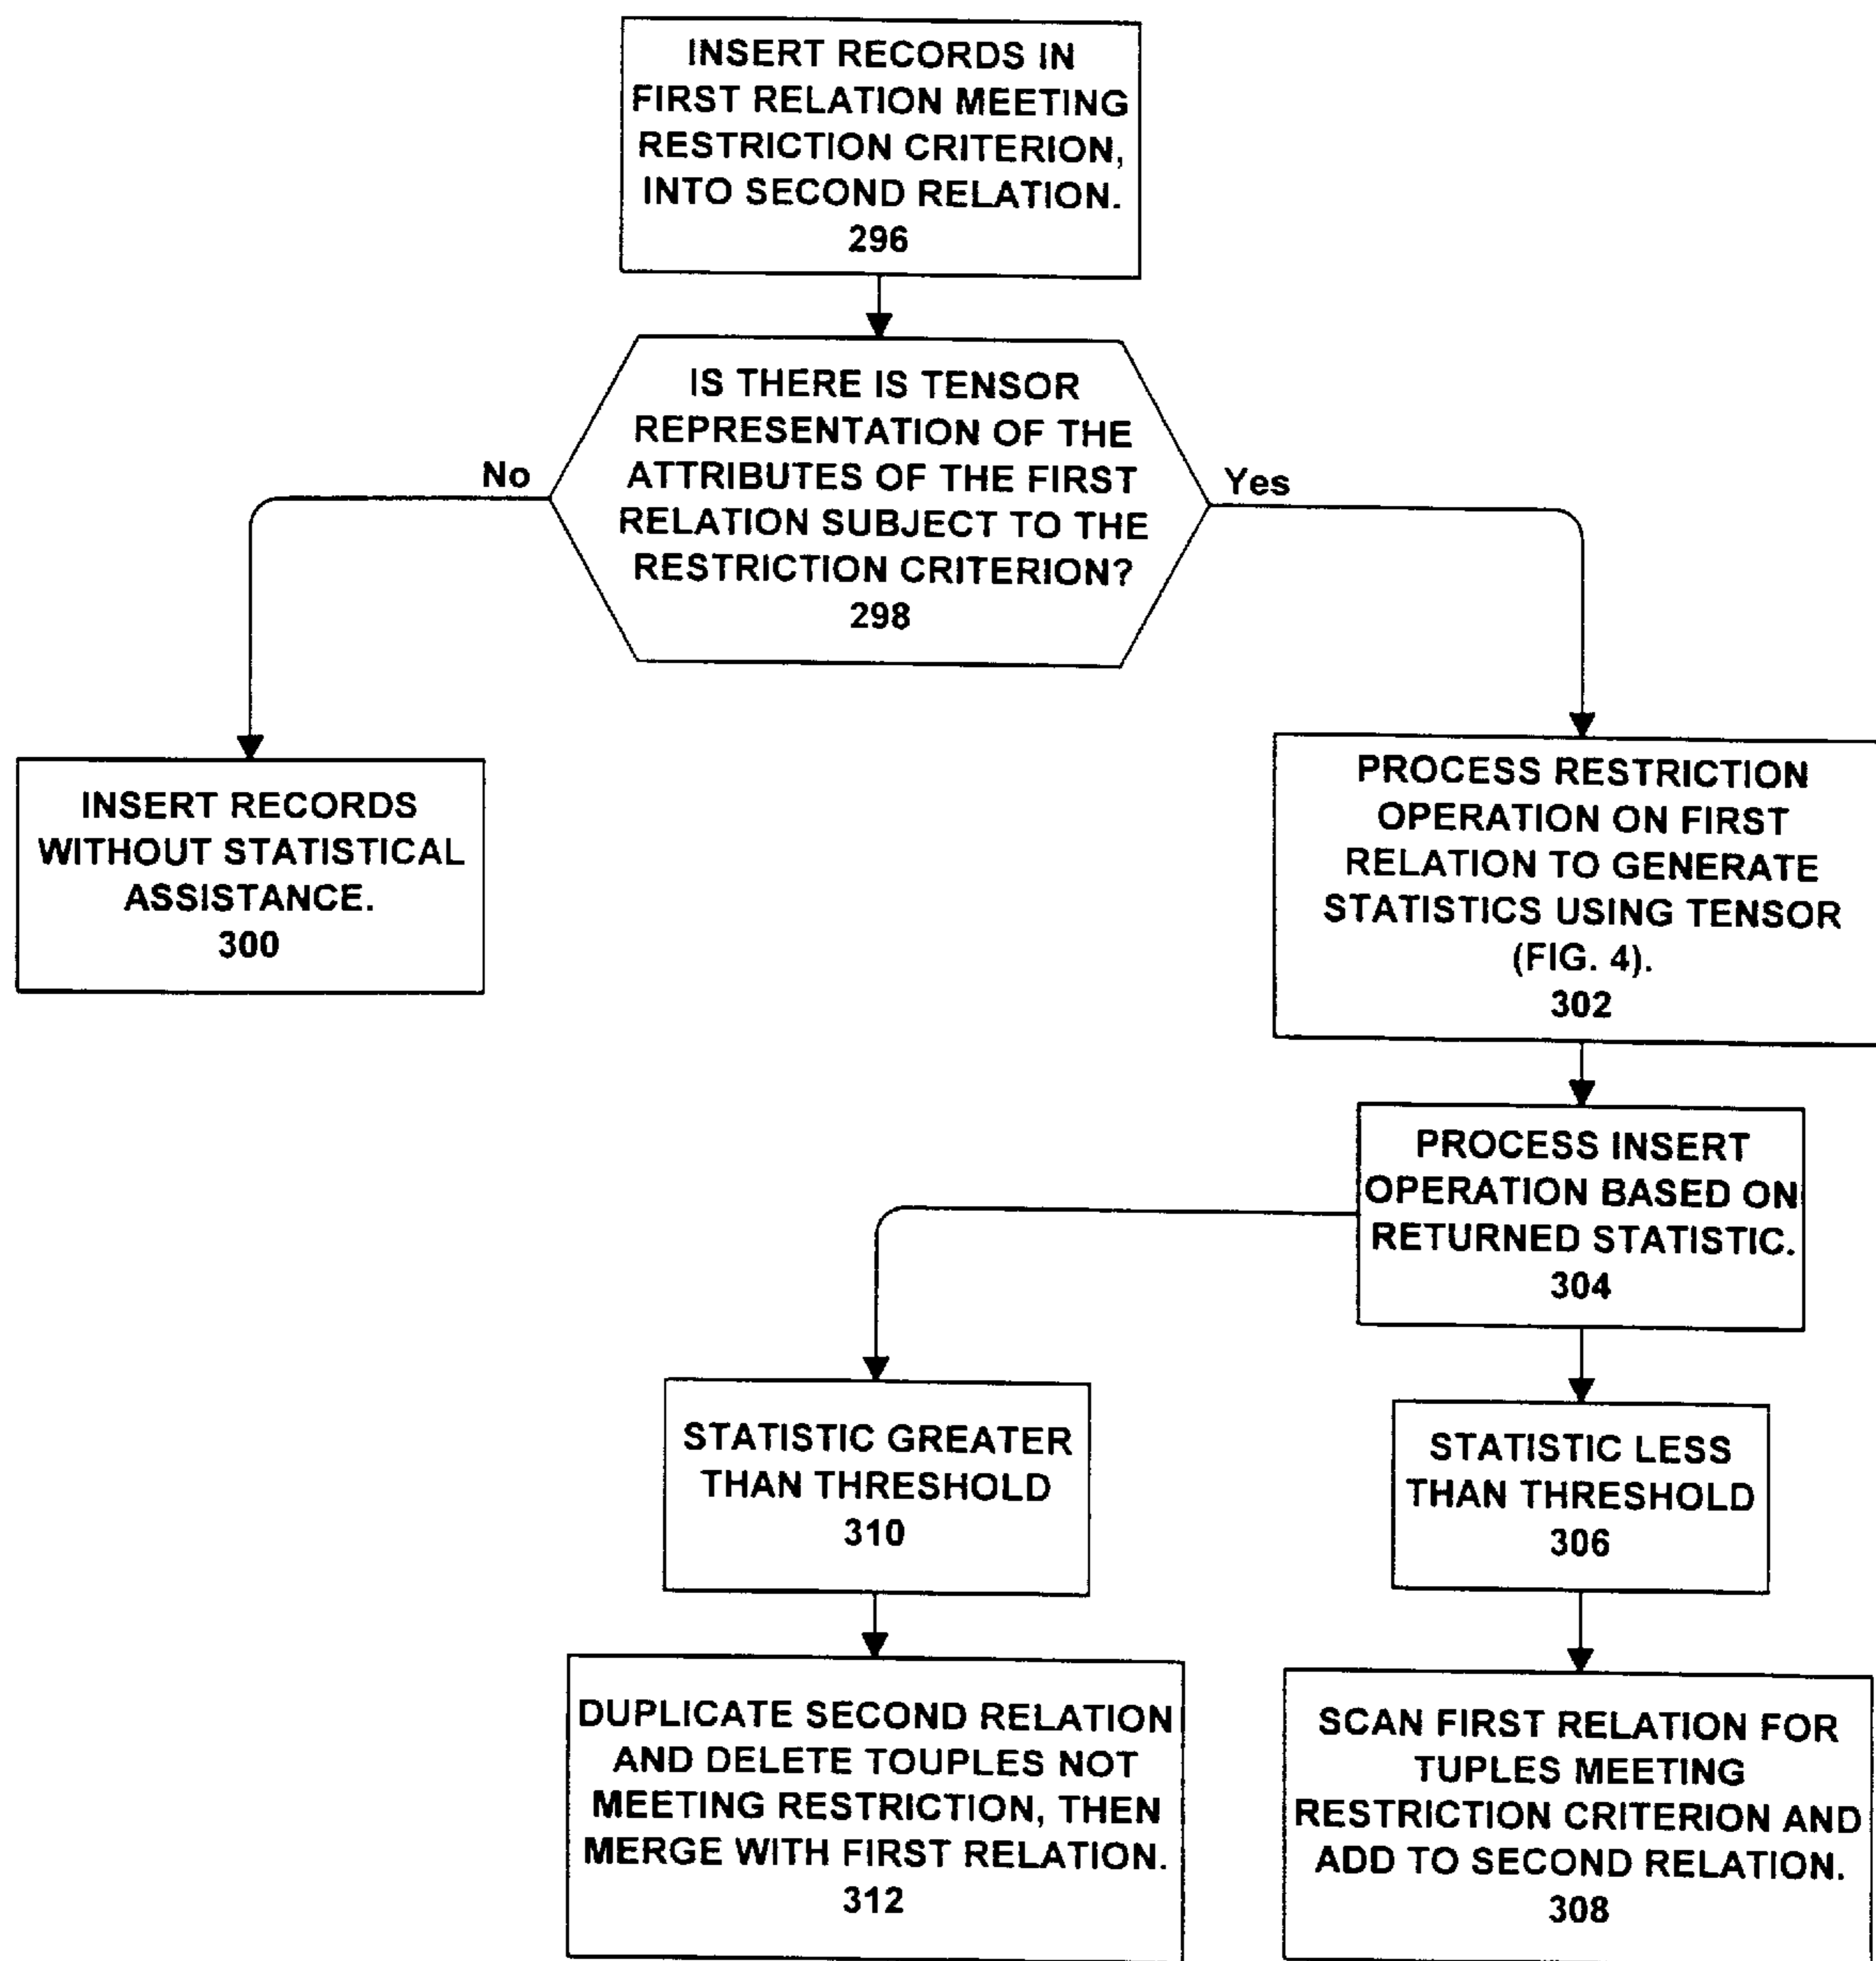 INSERT RECORDS IN
FIRST RELATION MEETING
RESTRICTION CRITERION,
INTO SECOND RELATION.
296
IS THERE IS TENSOR
REPRESENTATION OF THE
ATTRIBUTES OF THE FIRST
RELATION SUBJECT TO THE
RESTRICTION CRITERION?
298
No
Yes
INSERT RECORDS
WITHOUT STATISTICAL
ASSISTANCE.
300
PROCESS RESTRICTION
OPERATION ON FIRST
RELATION TO GENERATE
STATISTICS USING TENSOR
(FIG. 4).
302
PROCESS INSERT
OPERATION BASED ON
RETURNED STATISTIC.
304
STATISTIC GREATER
THAN THRESHOLD
310
STATISTIC LESS
THAN THRESHOLD
306
DUPLICATE SECOND RELATION
AND DELETE TOUPLES NOT
MEETING RESTRICTION, THEN
MERGE WITH FIRST RELATION.
312
SCAN FIRST RELATION FOR
TUPLES MEETING
RESTRICTION CRITERION AND
ADD TO SECOND RELATION.
308